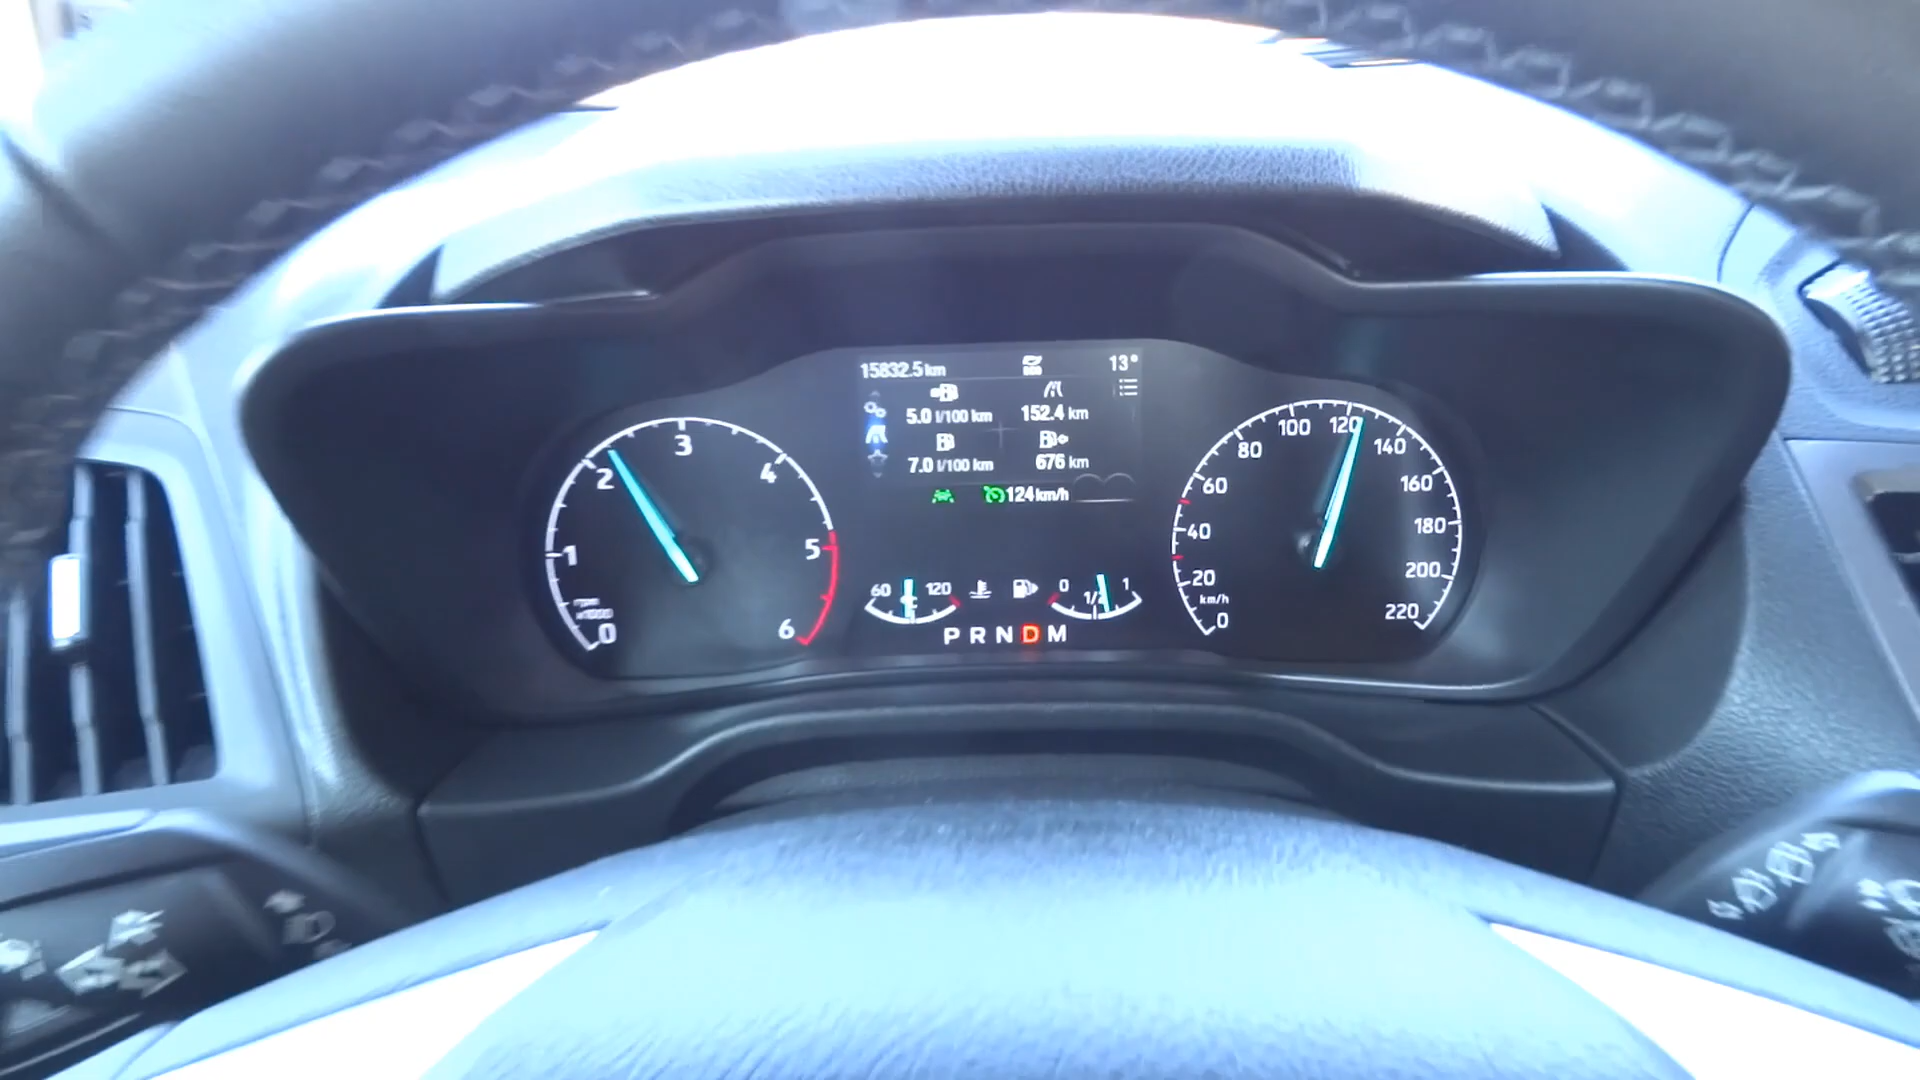 15832.5 km
13°
5.0 l/100 km
152.4 km
7.0 l/100 km
676 km
124 km/h
0
1
2
3
4
5
6
rpm
x1000
60
120
0
1/2
1
P R N D M
0
20
40
60
80
100
120
140
160
180
200
220
km/h